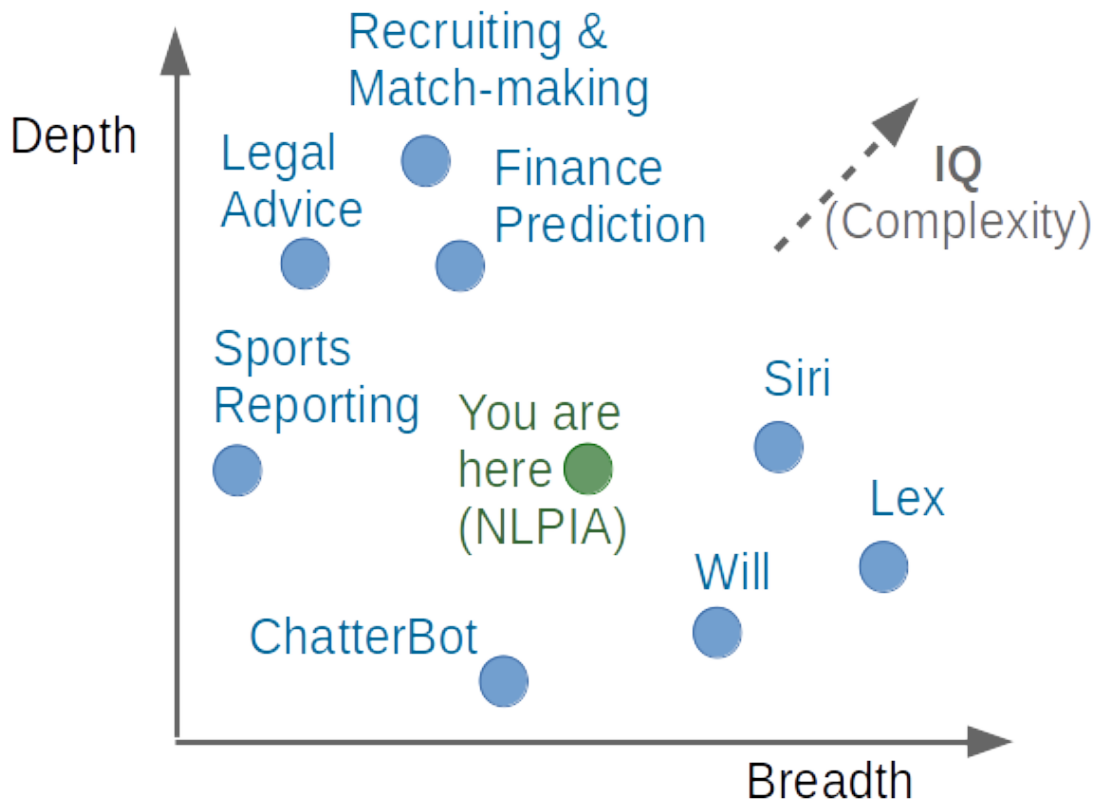 Recruiting &
Match-making
Depth
Legal
Advice
Finance
Prediction
IQ
(Complexity)
Sports
Reporting
You are
here
(NLPIA)
Siri
Lex
Will
ChatterBot
Breadth